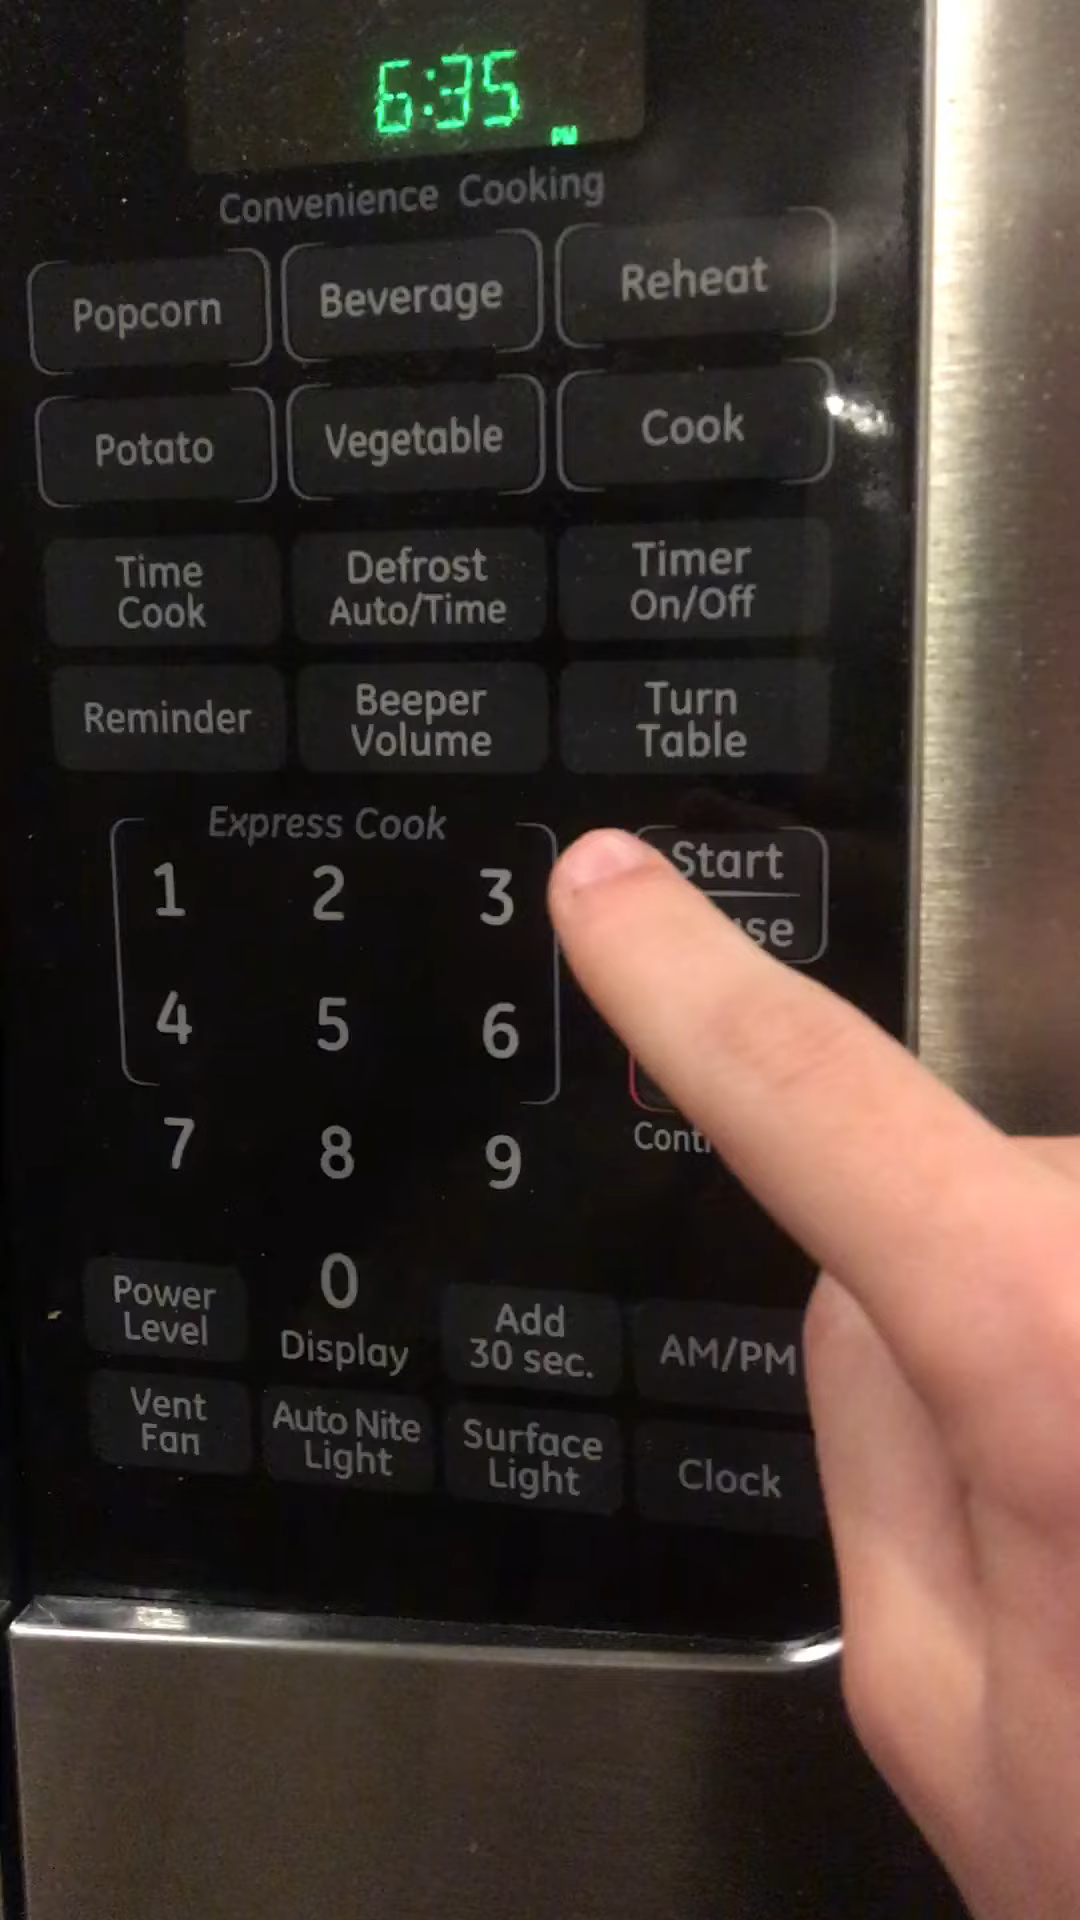 6:35
PM
Convenience Cooking
Popcorn
Beverage
Reheat
Potato
Vegetable
Cook
Time
Cook
Defrost
Auto/Time
Timer
On/Off
Reminder
Beeper
Volume
Turn
Table
Express Cook
1 2 3
4 5 6
7 8 9
0
Start
Display
Power
Level
Add
30 sec.
AM/PM
Vent
Fan
Auto Nite
Light
Surface
Light
Clock